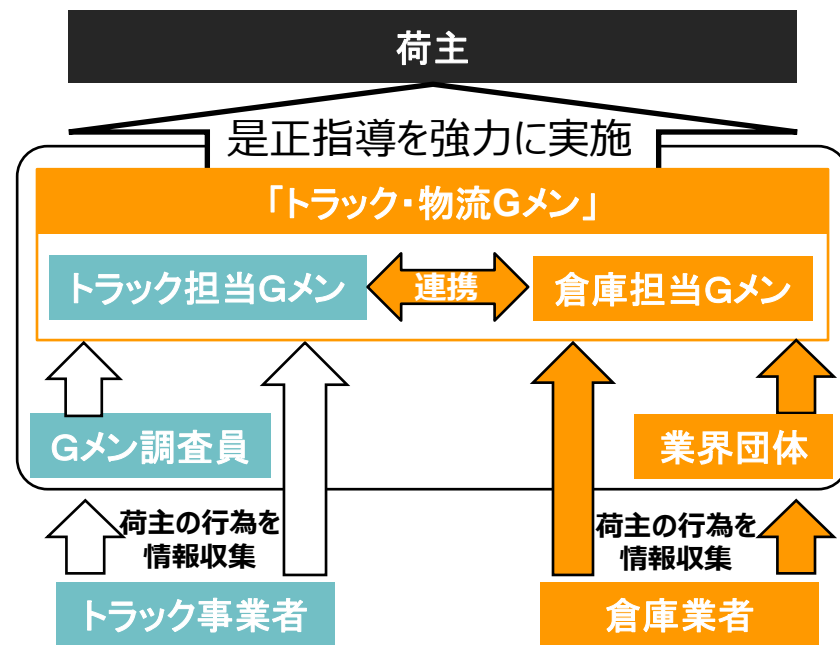 荷主
是正指導を強力に実施
「トラック・物流Gメン」
トラック担当Gメン
連携
倉庫担当Gメン
Gメン調査員
業界団体
荷主の行為を
情報収集
荷主の行為を
情報収集
トラック事業者
倉庫業者